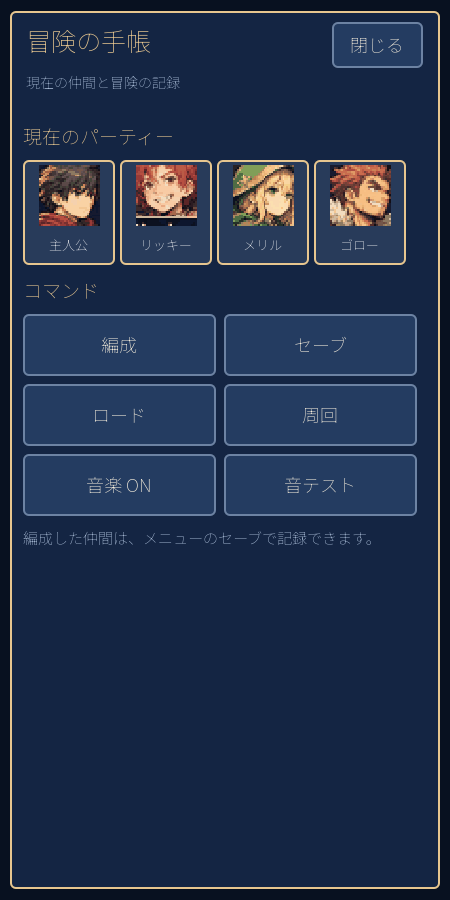 冒険の手帳
閉じる
現在の仲間と冒険の記録
現在のパーティー
主人公
リッキー
メリル
ゴロー
コマンド
編成
セーブ
ロード
周回
音楽 ON
音テスト
編成した仲間は、メニューのセーブで記録できます。